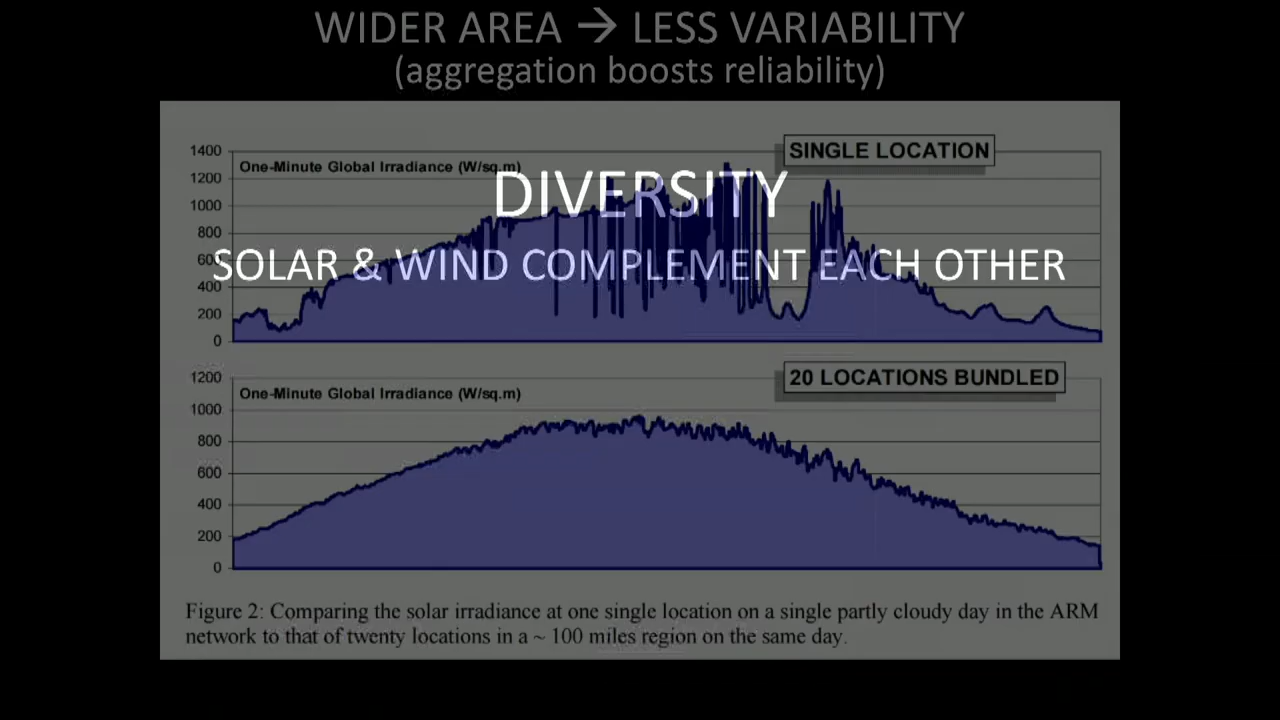 WIDER AREA → LESS VARIABILITY
(aggregation boosts reliability)
SINGLE LOCATION
One-Minute Global Irradiance (W/sq.m)
1400
1200
1000
800
600
400
200
0
DIVERSITY
SOLAR & WIND COMPLEMENT EACH OTHER
20 LOCATIONS BUNDLED
One-Minute Global Irradiance (W/sq.m)
1200
1000
800
600
400
200
0
Figure 2: Comparing the solar irradiance at one single location on a single partly cloudy day in the ARM
network to that of twenty locations in a ~ 100 miles region on the same day.